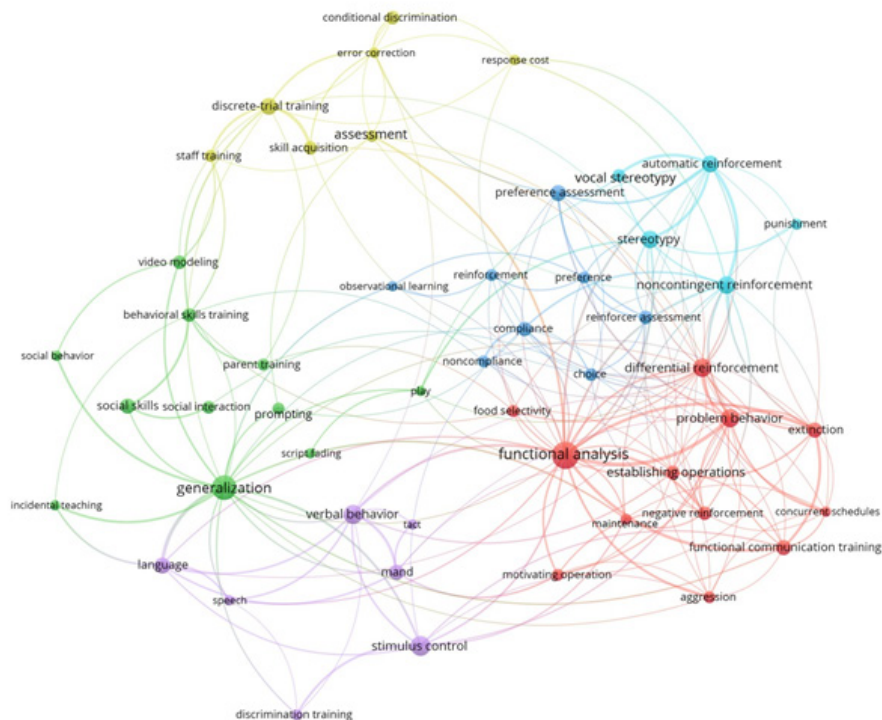 conditional discrimination
error correction
response cost
discrete-trial training
assessment
skill acquisition
staff training
automatic reinforcement
vocal stereotypy
preference assessment
punishment
stereotypy
video modeling
reinforcement
preference
observational learning
noncontingent reinforcement
behavioral skills training
reinforcer assessment
compliance
social behavior
parent training
noncompliance
differential reinforcement
choice
play
social skills
social interaction
prompting
food selectivity
problem behavior
extinction
script fading
functional analysis
establishing operations
generalization
incidental teaching
verbal behavior
tact
maintenance
negative reinforcement
concurrent schedules
functional communication training
language
mand
motivating operation
speech
aggression
stimulus control
discrimination training